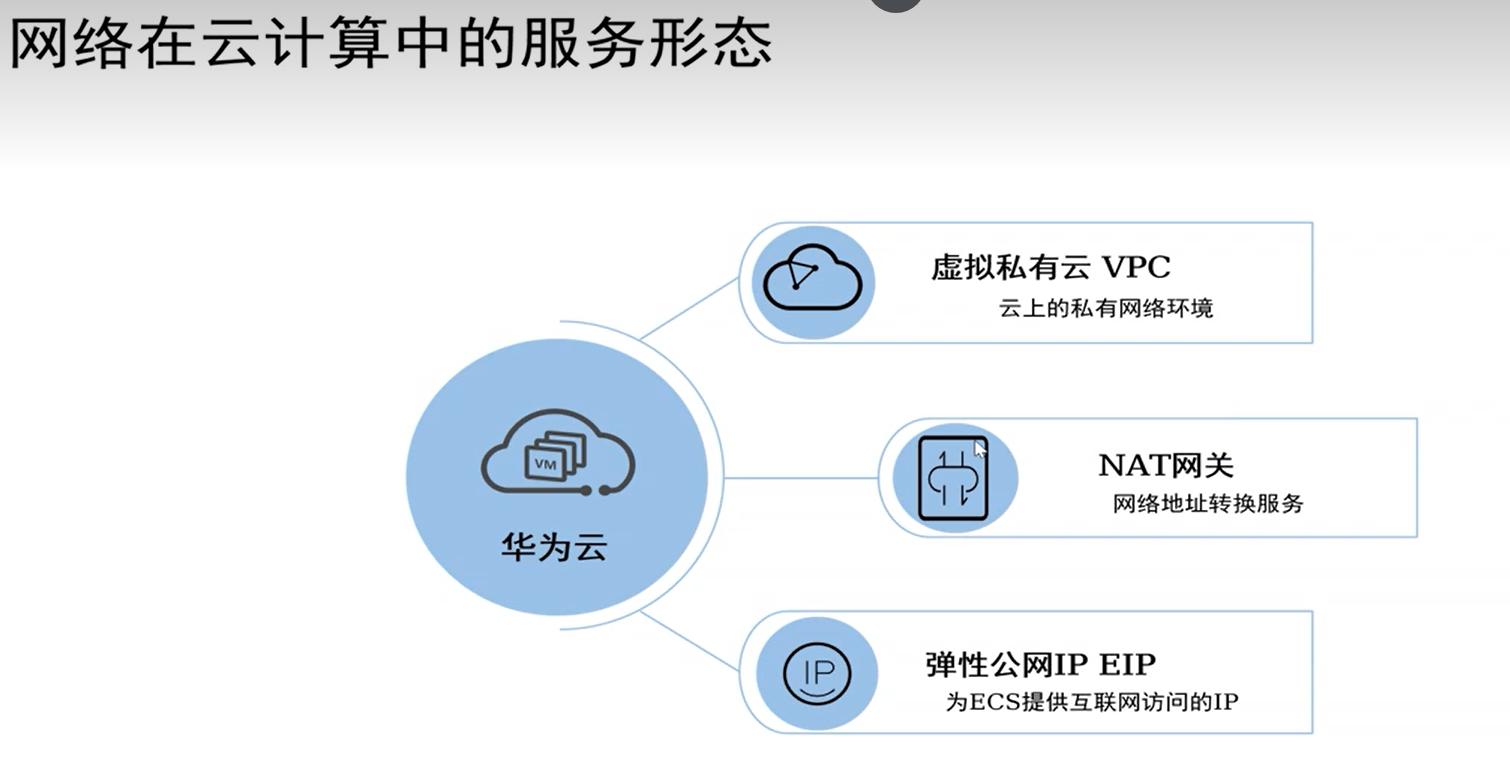 网络在云计算中的服务形态
虚拟私有云 VPC
云上的私有网络环境
VM
华为云
NAT网关
网络地址转换服务
IP
弹性公网IP EIP
为ECS提供互联网访问的IP